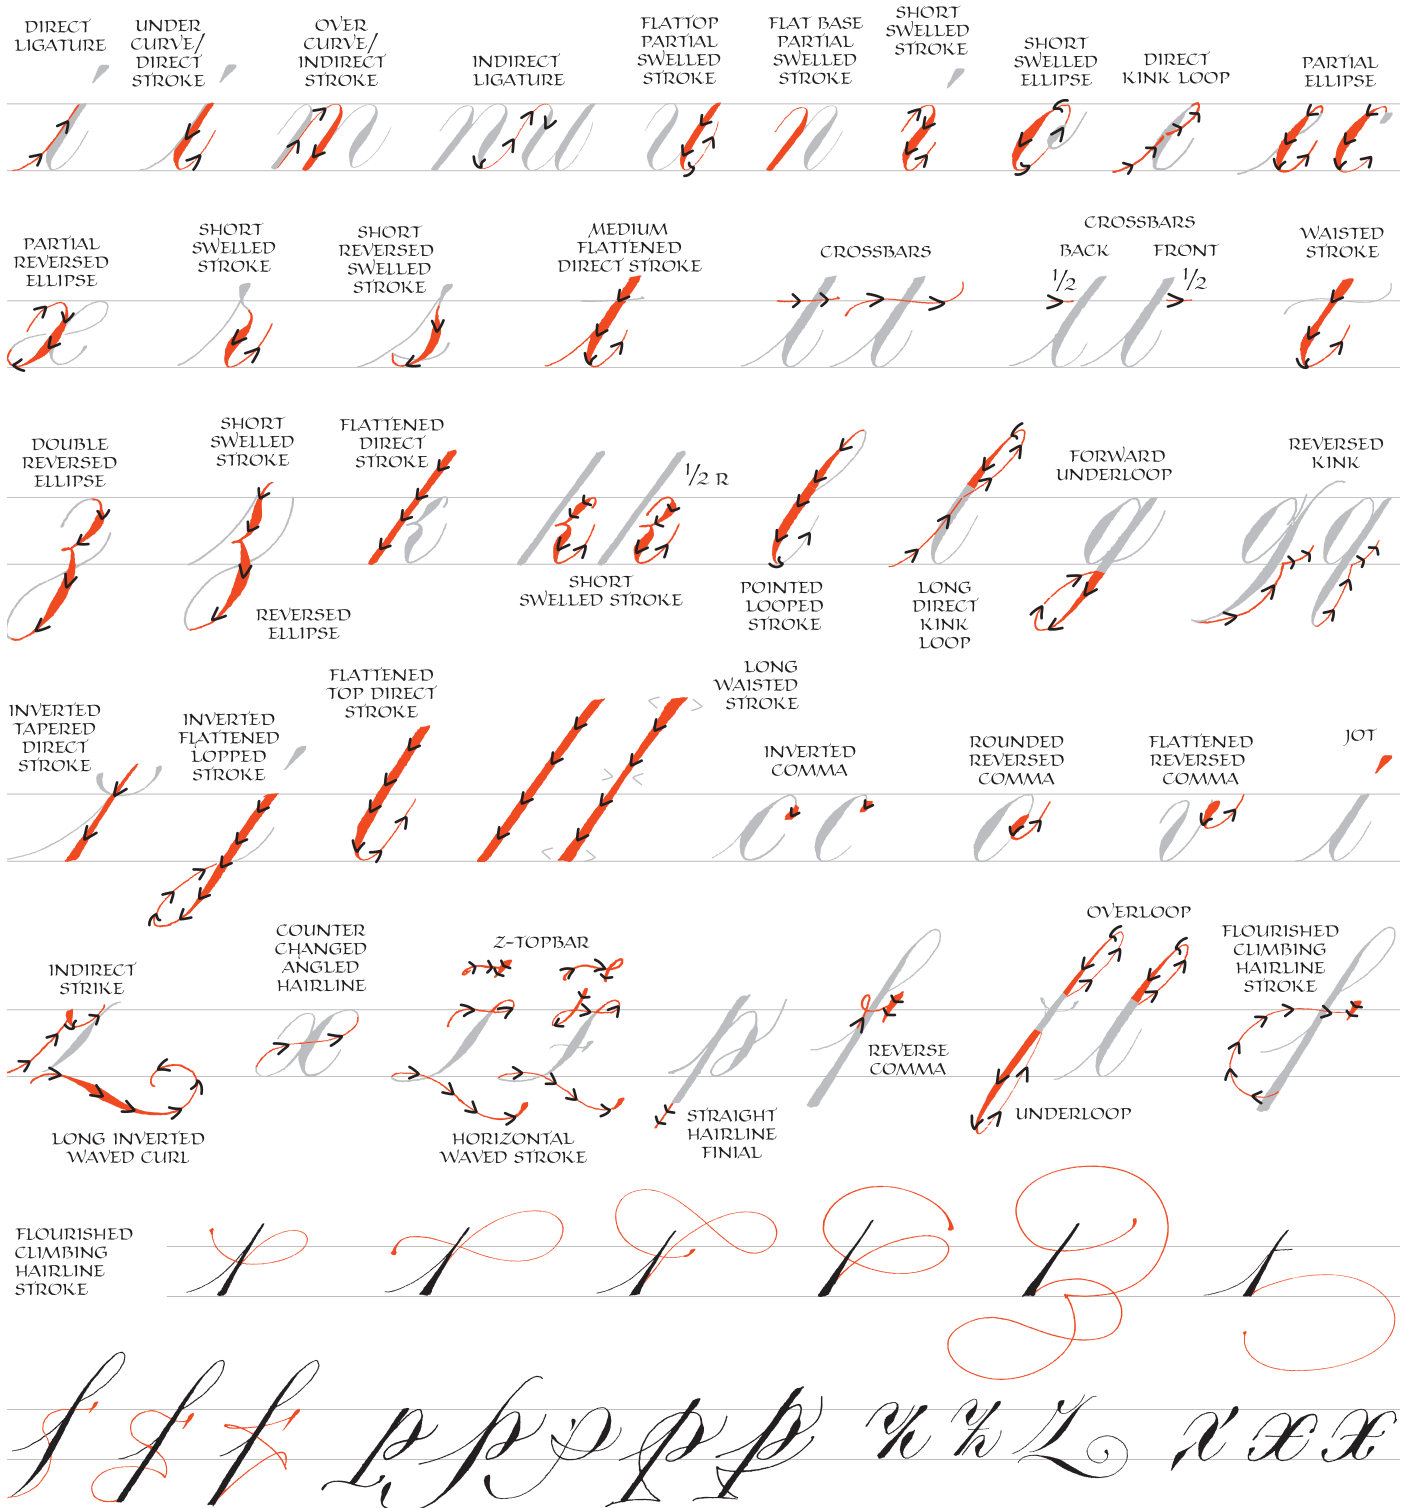 DIRECT
LIGATURE
UNDER
CURVE/
DIRECT
STROKE
OVER
CURVE/
INDIRECT
STROKE
INDIRECT
LIGATURE
FLATTOP
PARTIAL
SWELLED
STROKE
FLAT BASE
PARTIAL
SWELLED
STROKE
SHORT
SWELLED
STROKE
SHORT
SWELLED
ELLIPSE
DIRECT
KINK LOOP
PARTIAL
ELLIPSE
PARTIAL
REVERSED
ELLIPSE
SHORT
SWELLED
STROKE
SHORT
REVERSED
SWELLED
STROKE
MEDIUM
FLATTENED
DIRECT STROKE
CROSSBARS
CROSSBARS
BACK FRONT
1/2 1/2
WAISTED
STROKE
DOUBLE
REVERSED
ELLIPSE
SHORT
SWELLED
STROKE
REVERSED
ELLIPSE
FLATTENED
DIRECT
STROKE
1/2 R
SHORT
SWELLED STROKE
POINTED
LOOPED
STROKE
LONG
DIRECT
KINK
LOOP
FORWARD
UNDERLOOP
REVERSED
KINK
INVERTED
TAPERED
DIRECT
STROKE
INVERTED
FLATTENED
LOPPED
STROKE
FLATTENED
TOP DIRECT
STROKE
LONG
WAISTED
STROKE
INVERTED
COMMA
ROUNDED
REVERSED
COMMA
FLATTENED
REVERSED
COMMA
JOT
INDIRECT
STRIKE
LONG INVERTED
WAVED CURL
COUNTER
CHANGED
ANGLED
HAIRLINE
Z-TOPBAR
HORIZONTAL
WAVED STROKE
STRAIGHT
HAIRLINE
FINIAL
REVERSE
COMMA
OVERLOOP
UNDERLOOP
FLOURISHED
CLIMBING
HAIRLINE
STROKE
FLOURISHED
CLIMBING
HAIRLINE
STROKE